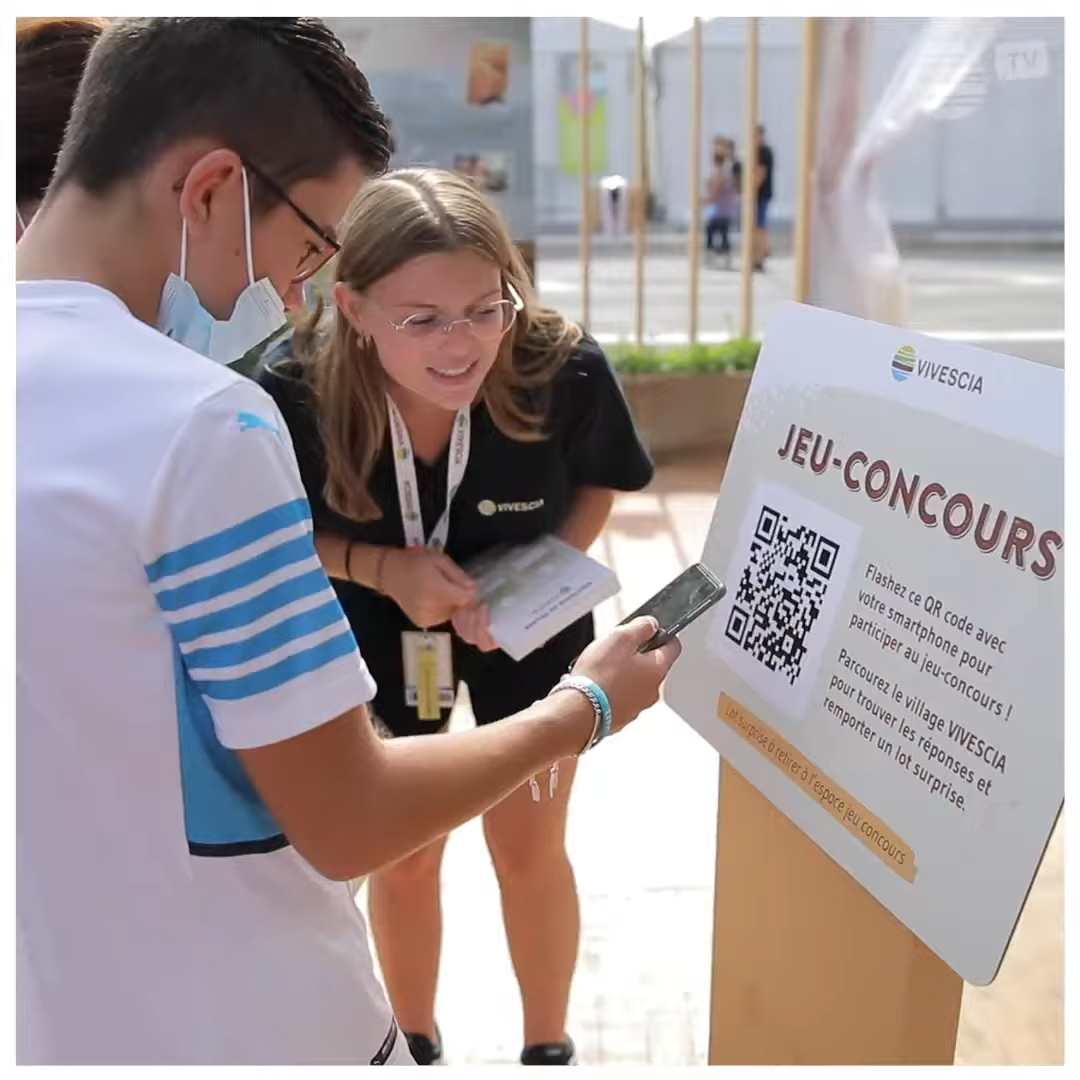 TV
VIVESCIA
JEU-CONCOURS
Flashez ce QR code avec
votre smartphone pour
participer au jeu-concours !
Parcourez le village VIVESCIA
pour trouver les réponses et
remporter un lot surprise.
Lot surprise à retirer à l'espace jeu concours
VIVESCIA
VIVESCIA